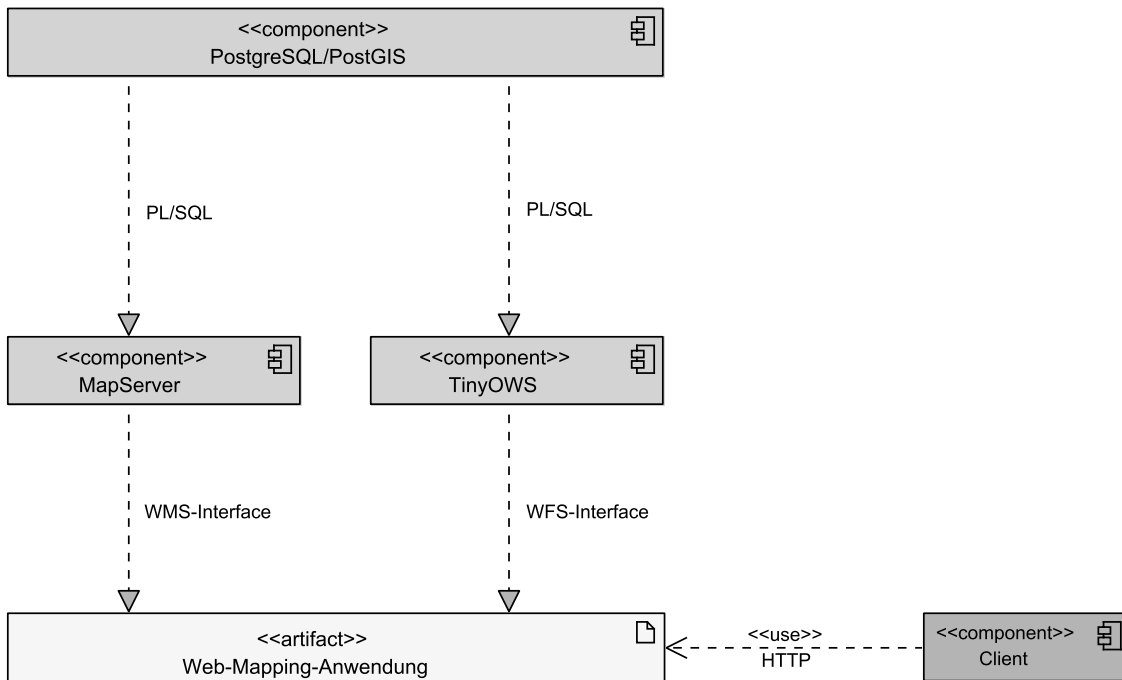 <<component>>
PostgreSQL/PostGIS
PL/SQL
PL/SQL
<<component>>
MapServer
<<component>>
TinyOWS
WMS-Interface
WFS-Interface
<<artifact>>
Web-Mapping-Anwendung
<<use>>
HTTP
<<component>>
Client